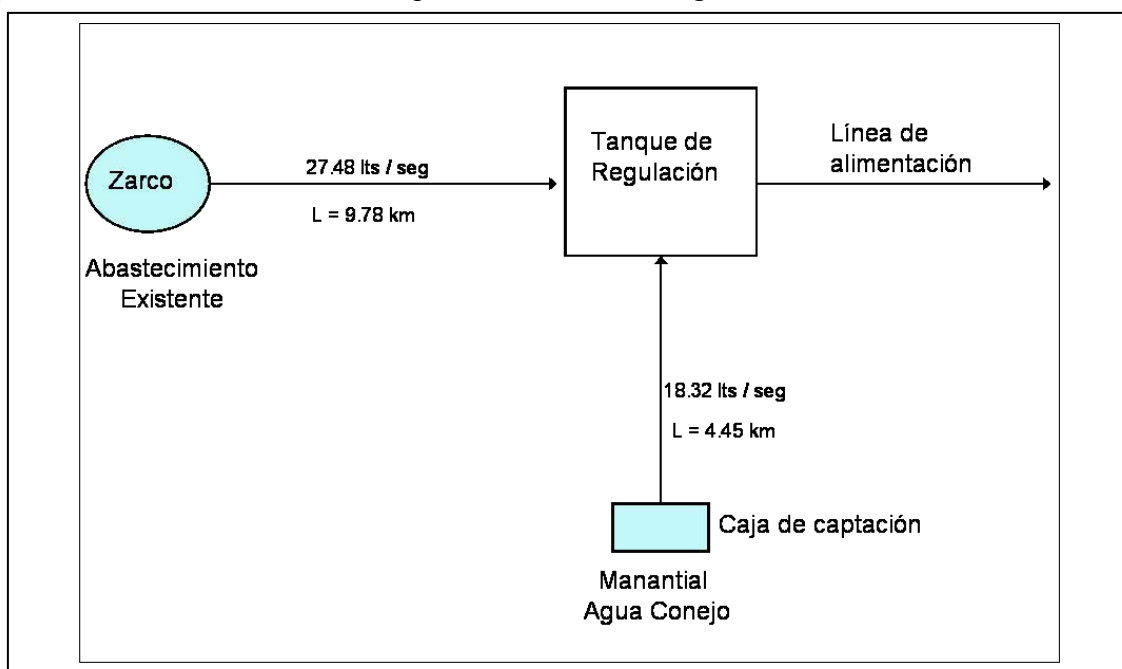 Zarco
27.48 lts / seg
L = 9.78 km
Abastecimiento
Existente
Tanque de
Regulación
Línea de
alimentación
18.32 lts / seg
L = 4.45 km
Caja de captación
Manantial
Agua Conejo